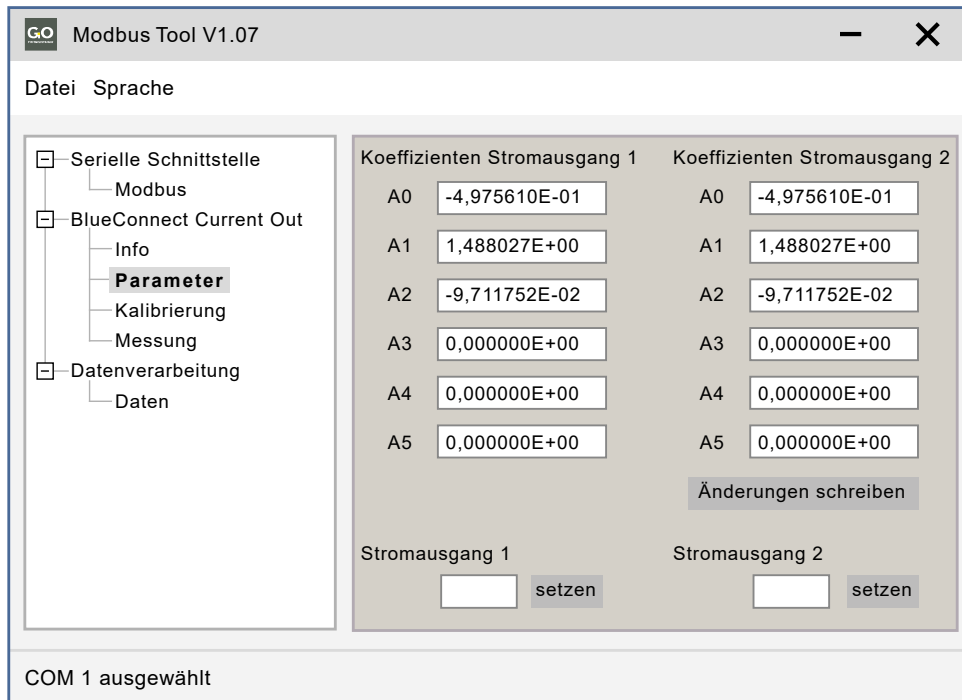 GO Modbus Tool V1.07
Datei Sprache
Serielle Schnittstelle
Modbus
BlueConnect Current Out
Info
Parameter
Kalibrierung
Messung
Datenverarbeitung
Daten
Koeffizienten Stromausgang 1
A0 -4,975610E-01
A1 1,488027E+00
A2 -9,711752E-02
A3 0,000000E+00
A4 0,000000E+00
A5 0,000000E+00
Koeffizienten Stromausgang 2
A0 -4,975610E-01
A1 1,488027E+00
A2 -9,711752E-02
A3 0,000000E+00
A4 0,000000E+00
A5 0,000000E+00
Änderungen schreiben
Stromausgang 1
setzen
Stromausgang 2
setzen
COM 1 ausgewählt